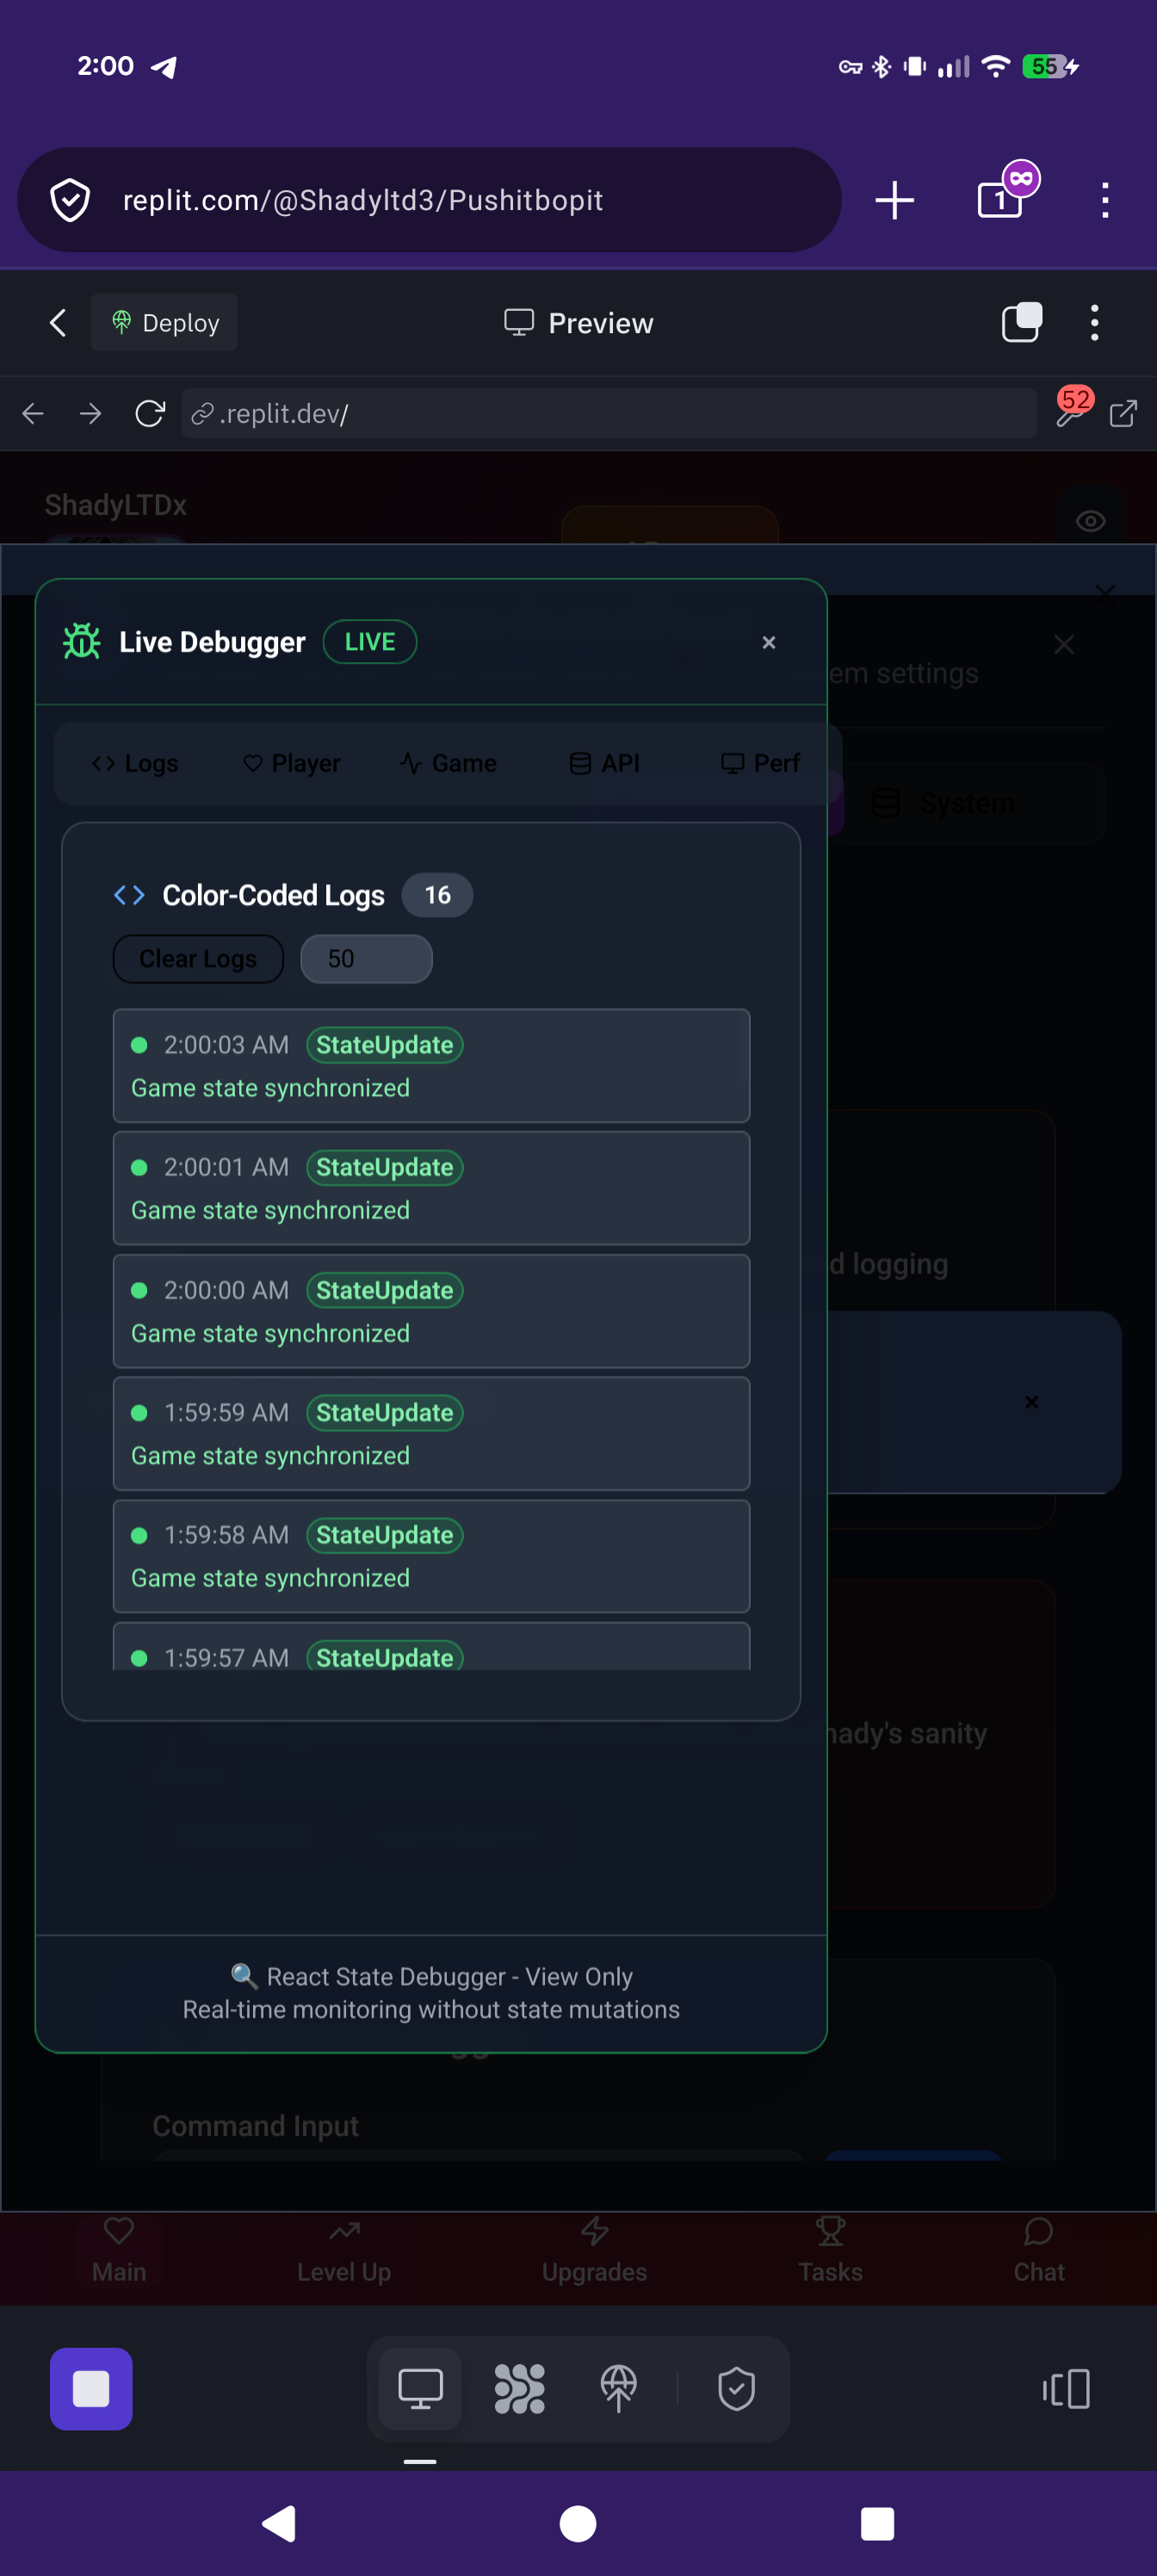 2:00
55
replit.com/@Shadyltd3/Pushitbopit
1
Deploy
Preview
.replit.dev/
52
ShadyLTDx
Live Debugger
LIVE
×
em settings
Logs
Player
Game
API
Perf
System
Color-Coded Logs
16
Clear Logs
50
2:00:03 AM
StateUpdate
Game state synchronized
2:00:01 AM
StateUpdate
Game state synchronized
2:00:00 AM
StateUpdate
Game state synchronized
d logging
1:59:59 AM
StateUpdate
Game state synchronized
1:59:58 AM
StateUpdate
Game state synchronized
1:59:57 AM
StateUpdate
hady's sanity
🔍 React State Debugger - View Only
Real-time monitoring without state mutations
Command Input
Main
Level Up
Upgrades
Tasks
Chat